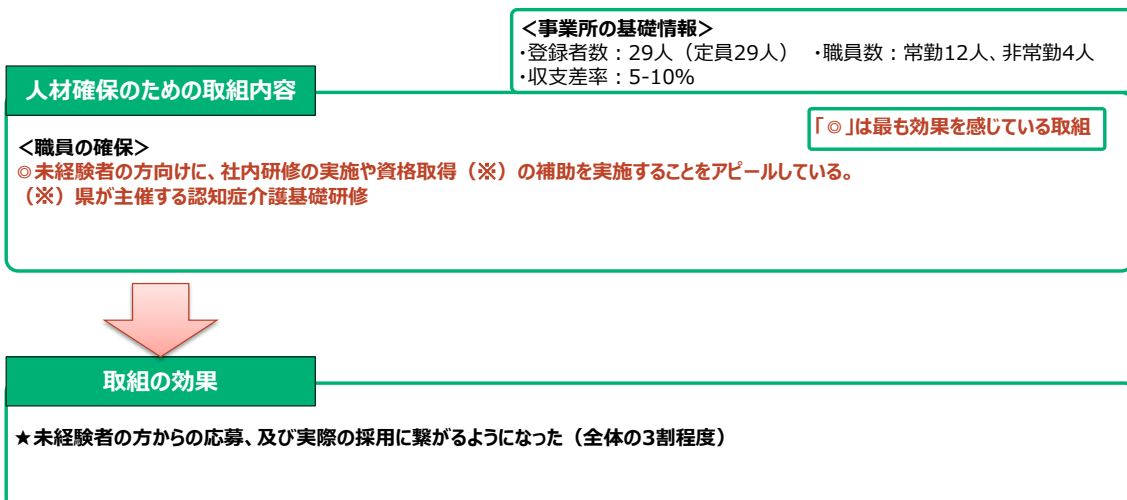 ＜事業所の基礎情報＞
・登録者数：29人（定員29人）　・職員数：常勤12人、非常勤4人
・収支差率：5-10%
人材確保のための取組内容
「◎」は最も効果を感じている取組
＜職員の確保＞
◎未経験者の方向けに、社内研修の実施や資格取得（※）の補助を実施することをアピールしている。
（※）県が主催する認知症介護基礎研修
取組の効果
★未経験者の方からの応募、及び実際の採用に繋がるようになった（全体の3割程度）